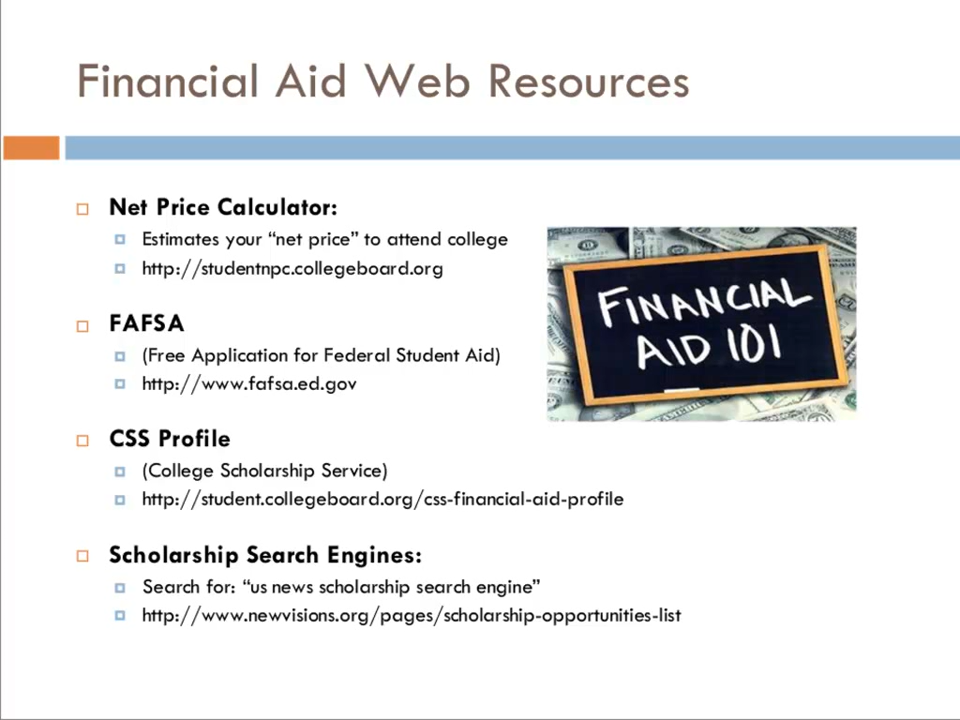 Financial Aid Web Resources
Net Price Calculator:
Estimates your “net price” to attend college
http://studentnpc.collegeboard.org
FAFSA
(Free Application for Federal Student Aid)
http://www.fafsa.ed.gov
CSS Profile
(College Scholarship Service)
http://student.collegeboard.org/css-financial-aid-profile
Scholarship Search Engines:
Search for: “us news scholarship search engine”
http://www.newvisions.org/pages/scholarship-opportunities-list
FINANCIAL
AID 101